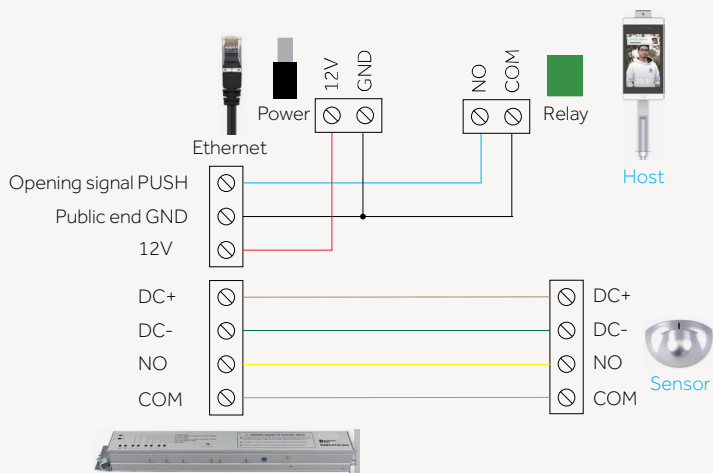 12V
GND
NO
COM
Power
Relay
Ethernet
Host
Opening signal PUSH
Public end GND
12V
DC+
DC+
DC-
DC-
NO
NO
Sensor
COM
COM